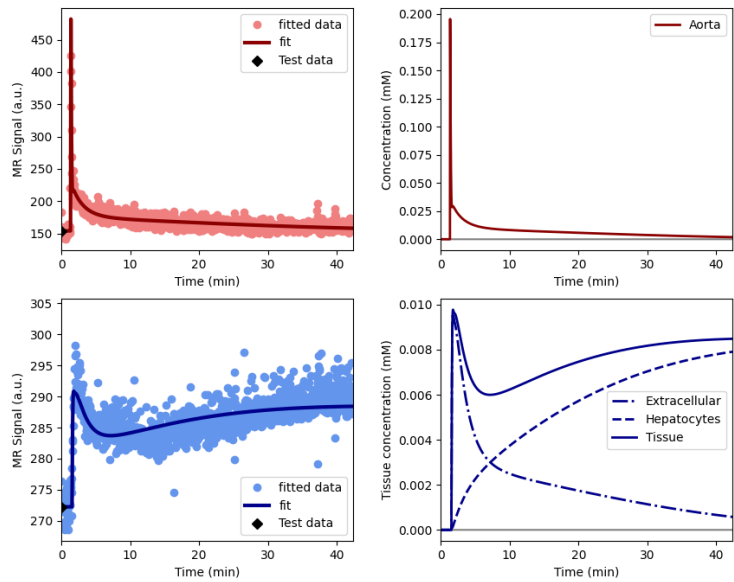 450
400
350
300
250
200
150
MR Signal (a.u.)
fitted data
fit
Test data
0 10 20 30 40
Time (min)
0.200
0.175
0.150
0.125
0.100
0.075
0.050
0.025
0.000
Concentration (mM)
Aorta
0 10 20 30 40
Time (min)
305
300
295
290
285
280
275
270
MR Signal (a.u.)
fitted data
fit
Test data
0 10 20 30 40
Time (min)
0.010
0.008
0.006
0.004
0.002
0.000
Tissue concentration (mM)
Extracellular
Hepatocytes
Tissue
0 10 20 30 40
Time (min)